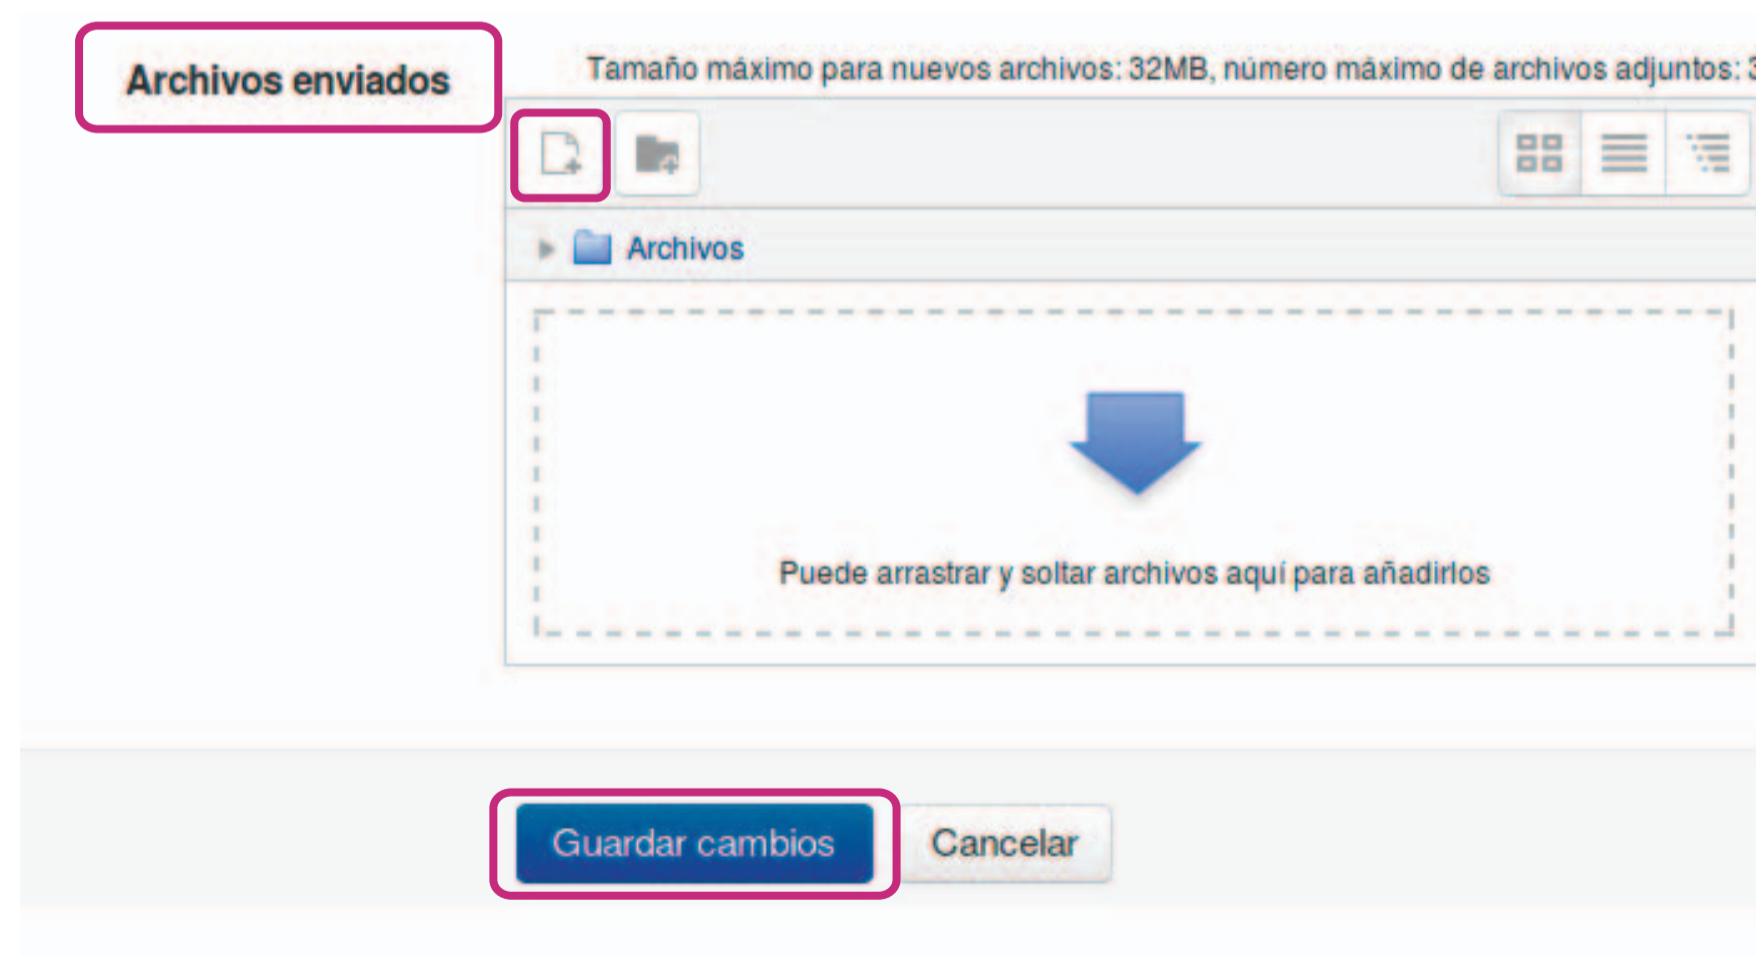 Archivos enviados
Tamaño máximo para nuevos archivos: 32MB, número máximo de archivos adjuntos:
Archivos
Puede arrastrar y soltar archivos aquí para añadirlos
Guardar cambios
Cancelar